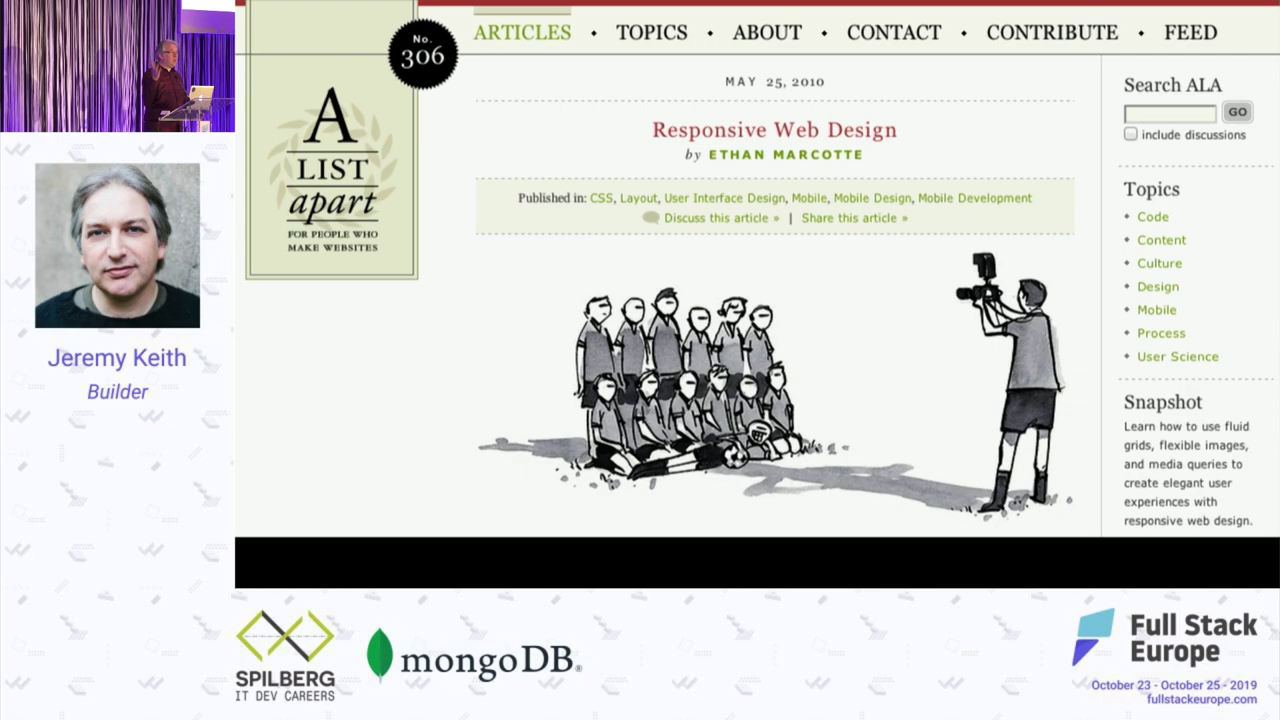 ARTICLES • TOPICS • ABOUT • CONTACT • CONTRIBUTE • FEED
No.
306
A
LIST
apart
FOR PEOPLE WHO
MAKE WEBSITES
MAY 25, 2010
Responsive Web Design
by ETHAN MARCOTTE
Published in: CSS, Layout, User Interface Design, Mobile, Mobile Design, Mobile Development
Discuss this article » | Share this article »
Search ALA
GO
include discussions
Topics
Code
Content
Culture
Design
Mobile
Process
User Science
Snapshot
Learn how to use fluid
grids, flexible images,
and media queries to
create elegant user
experiences with
responsive web design.
Jeremy Keith
Builder
SPILBERG
IT DEV CAREERS
mongoDB®
Full Stack
Europe
October 23 - October 25 - 2019
fullstackeurope.com